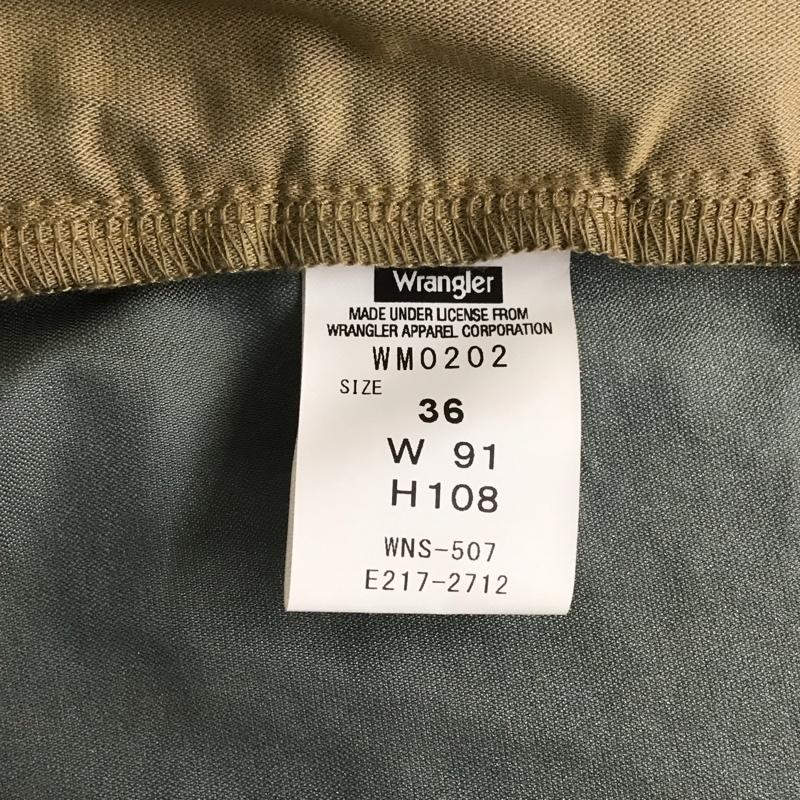 Wrangler
MADE UNDER LICENSE FROM
WRANGLER APPAREL CORPORATION
WM0202
SIZE
36
W 91
H108
WNS-507
E217-2712